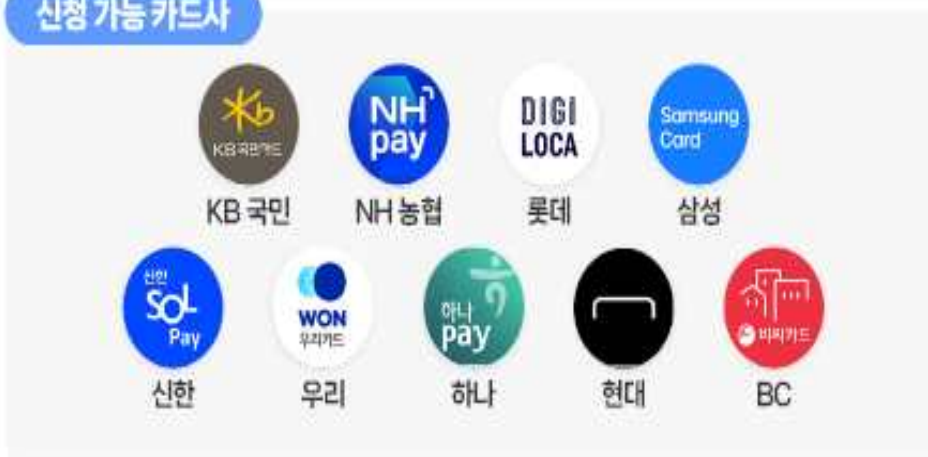 신청 가능 카드사
Kb
KB국민카드
NH
pay
DIGI
LOCA
Samsung
Card
KB 국민
NH 농협
롯데
삼성
신한
SOL
Pay
WON
우리카드
하나
pay
비씨카드
신한
우리
하나
현대
BC